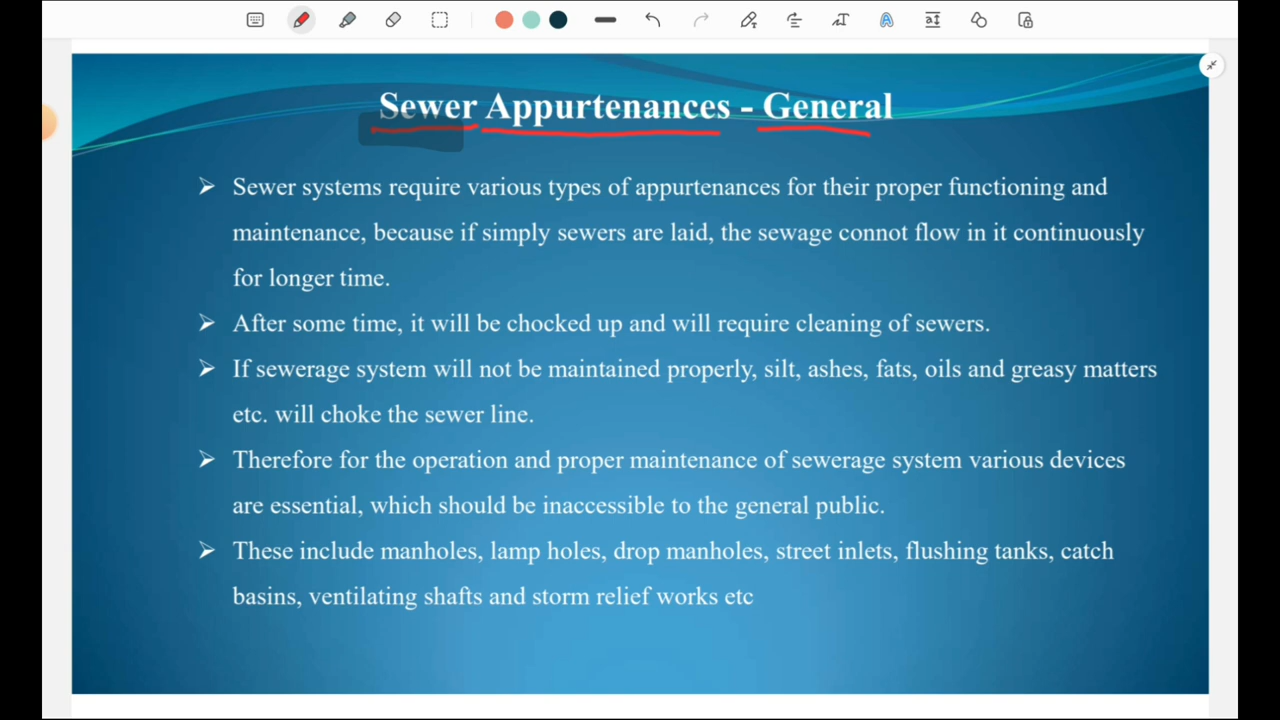 Sewer Appurtenances - General
➢ Sewer systems require various types of appurtenances for their proper functioning and
maintenance, because if simply sewers are laid, the sewage connot flow in it continuously
for longer time.
➢ After some time, it will be chocked up and will require cleaning of sewers.
➢ If sewerage system will not be maintained properly, silt, ashes, fats, oils and greasy matters
etc. will choke the sewer line.
➢ Therefore for the operation and proper maintenance of sewerage system various devices
are essential, which should be inaccessible to the general public.
➢ These include manholes, lamp holes, drop manholes, street inlets, flushing tanks, catch
basins, ventilating shafts and storm relief works etc